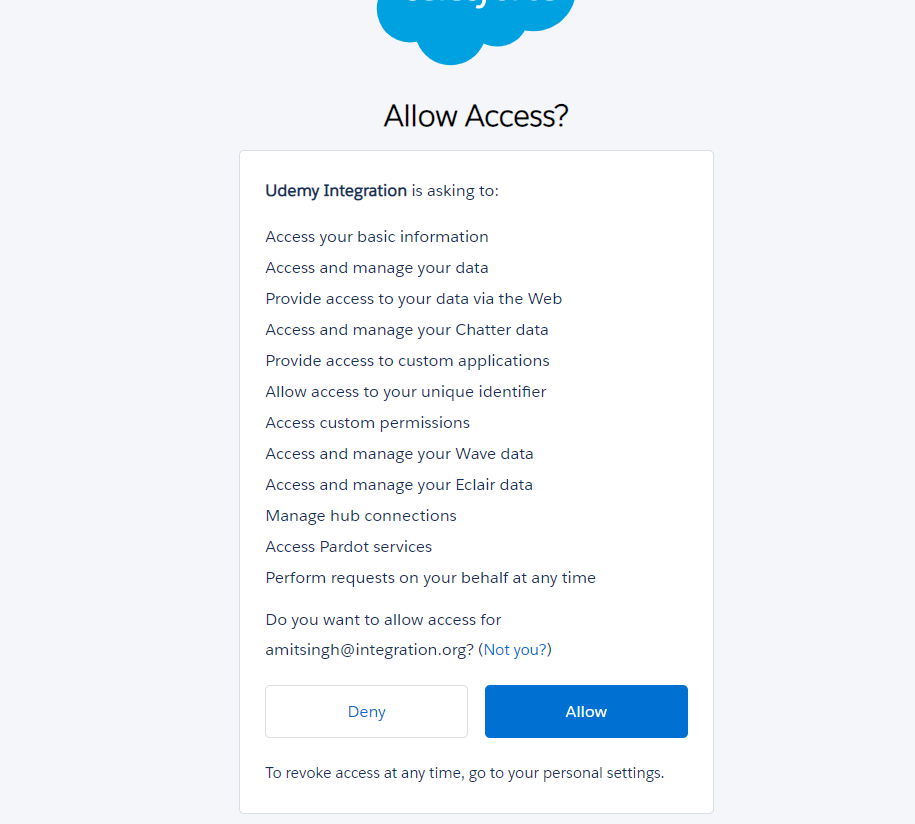 Allow Access?
Udemy Integration is asking to:
Access your basic information
Access and manage your data
Provide access to your data via the Web
Access and manage your Chatter data
Provide access to custom applications
Allow access to your unique identifier
Access custom permissions
Access and manage your Wave data
Access and manage your Eclair data
Manage hub connections
Access Pardot services
Perform requests on your behalf at any time
Do you want to allow access for
amitsingh@integration.org? (Not you?)
Deny
Allow
To revoke access at any time, go to your personal settings.